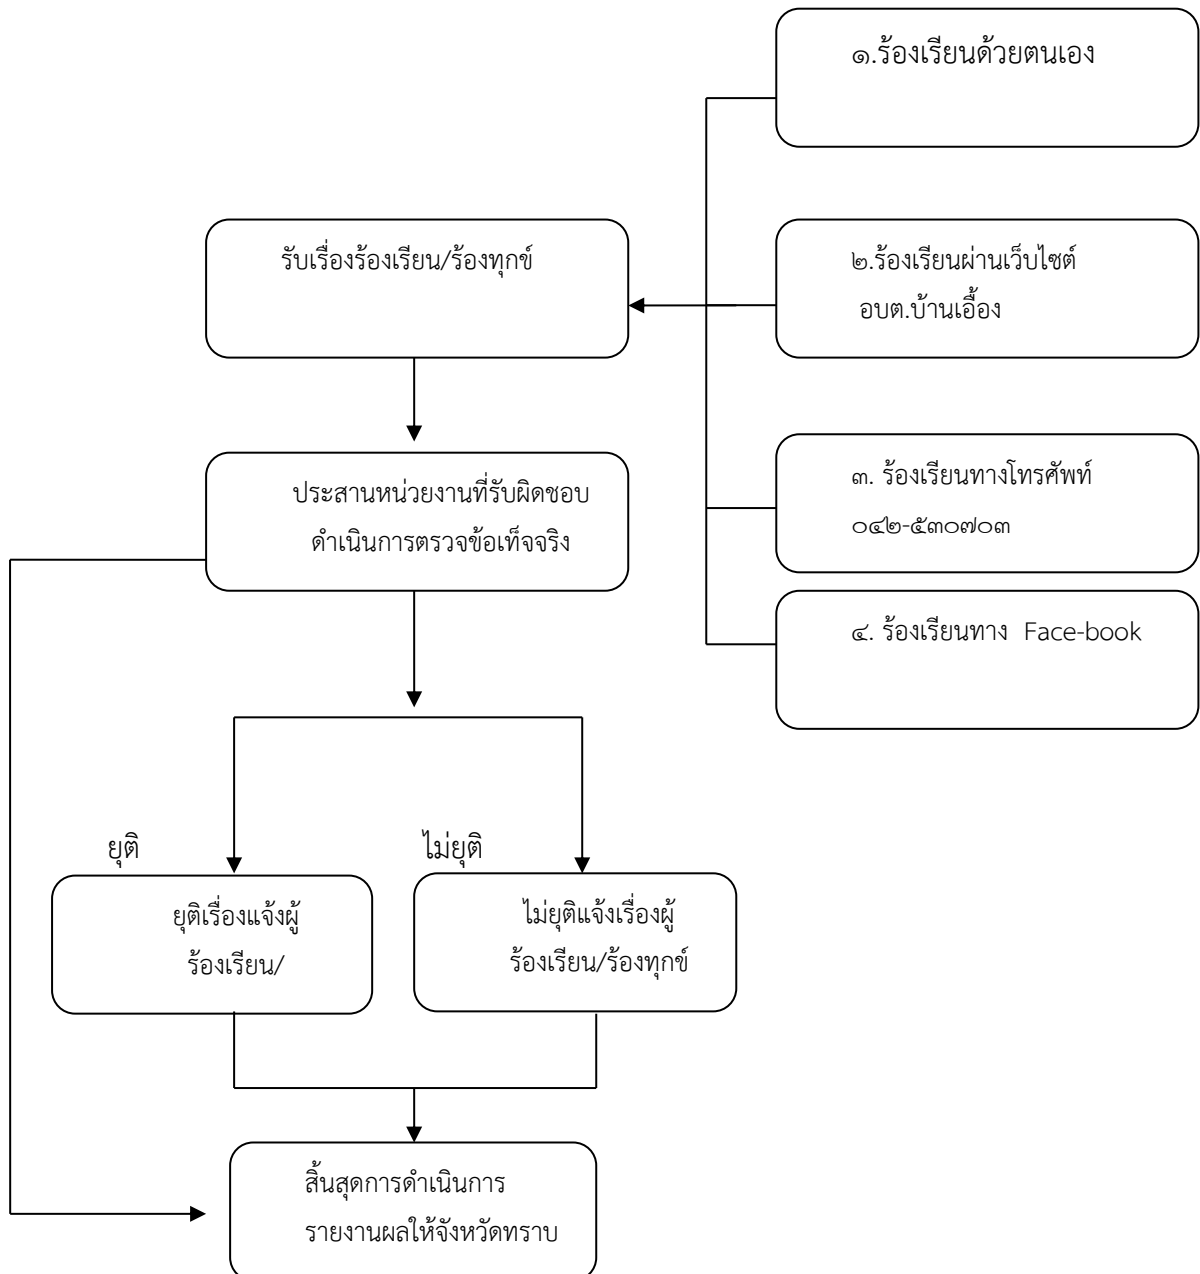 ๑.ร้องเรียนด้วยตนเอง
รับเรื่องร้องเรียน/ร้องทุกข์
๒.ร้องเรียนผ่านเว็บไซต์
อบต.บ้านเอื้อง
ประสานหน่วยงานที่รับผิดชอบ
ดำเนินการตรวจข้อเท็จจริง
๓. ร้องเรียนทางโทรศัพท์
๐๔๒-๕๓๐๗๐๓
๔. ร้องเรียนทาง Face-book
ยุติ
ไม่ยุติ
ยุติเรื่องแจ้งผู้
ร้องเรียน/
ไม่ยุติแจ้งเรื่องผู้
ร้องเรียน/ร้องทุกข์
สิ้นสุดการดำเนินการ
รายงานผลให้จังหวัดทราบ